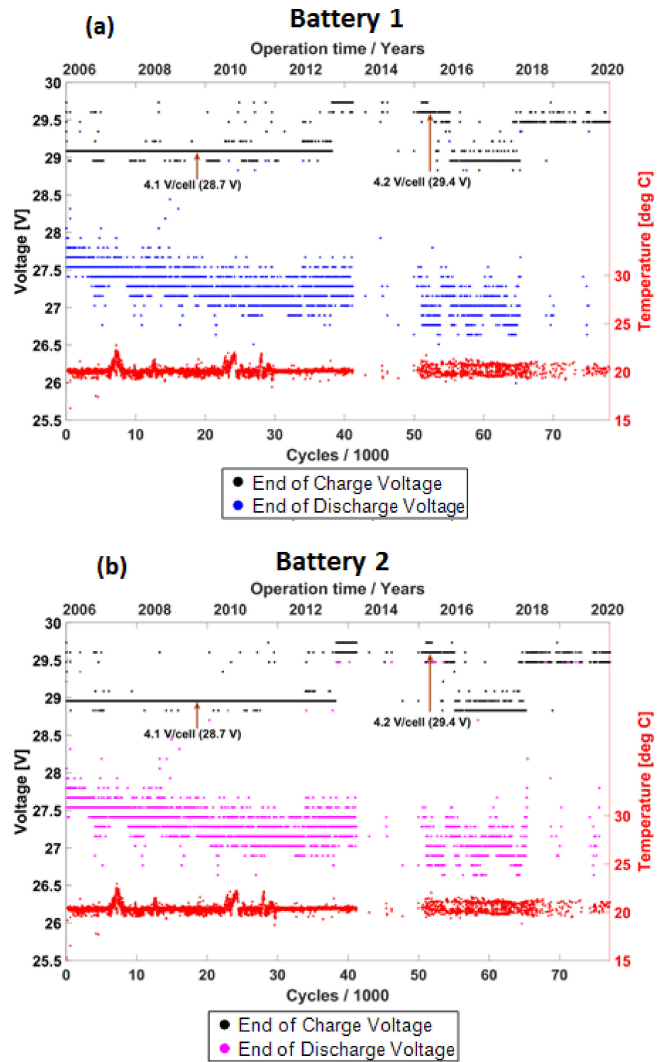 (a)
Battery 1
Operation time / Years
2006 2008 2010 2012 2014 2016 2018 2020
30
29.5
29
28.5
28
27.5
27
26.5
26
25.5
Voltage [V]
4.1 V/cell (28.7 V)
4.2 V/cell (29.4 V)
30
25
20
15
Temperature [deg C]
0 10 20 30 40 50 60 70
Cycles / 1000
End of Charge Voltage
End of Discharge Voltage
(b)
Battery 2
Operation time / Years
2006 2008 2010 2012 2014 2016 2018 2020
30
29.5
29
28.5
28
27.5
27
26.5
26
25.5
Voltage [V]
4.1 V/cell (28.7 V)
4.2 V/cell (29.4 V)
30
25
20
15
Temperature [deg C]
0 10 20 30 40 50 60 70
Cycles / 1000
End of Charge Voltage
End of Discharge Voltage